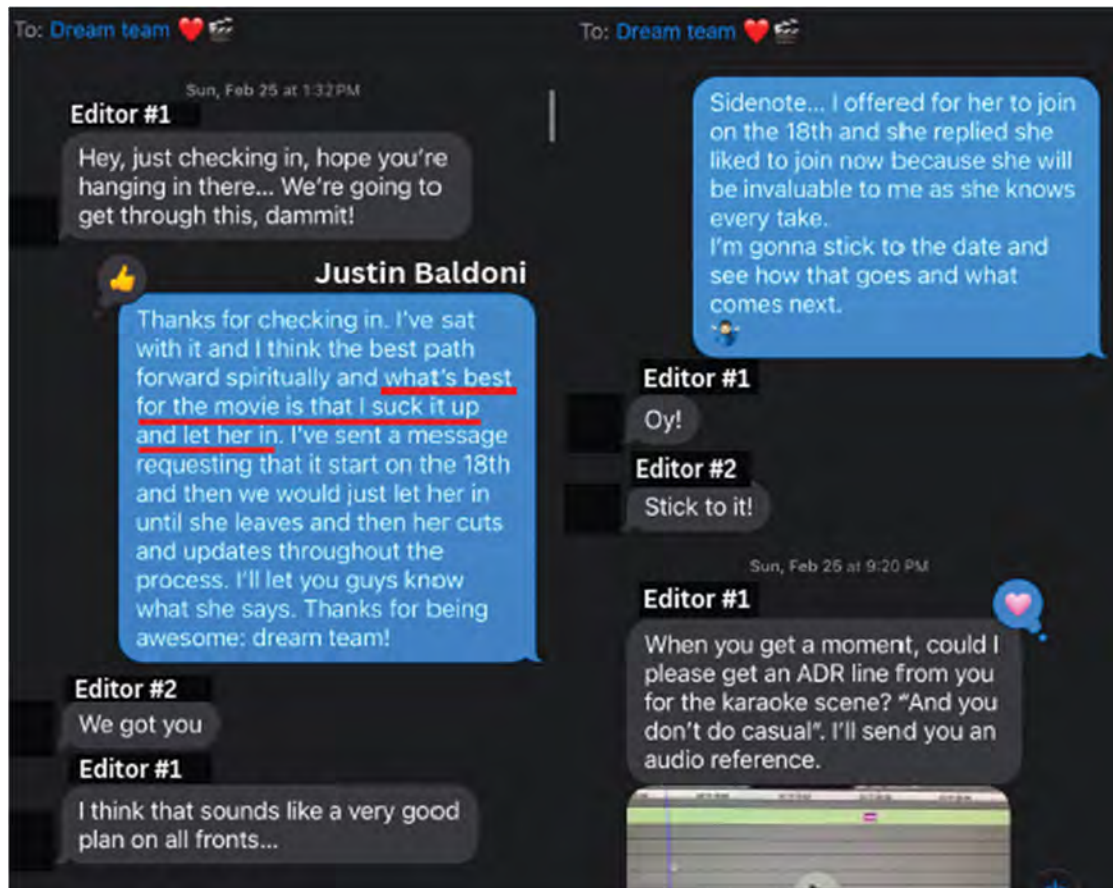 To: Dream team ❤️🎬
Sun, Feb 25 at 1:32 PM
Editor #1
Hey, just checking in, hope you're
hanging in there... We're going to
get through this, dammit!
Justin Baldoni
Thanks for checking in. I've sat
with it and I think the best path
forward spiritually and what's best
for the movie is that I suck it up
and let her in. I've sent a message
requesting that it start on the 18th
and then we would just let her in
until she leaves and then her cuts
and updates throughout the
process. I'll let you guys know
what she says. Thanks for being
awesome: dream team!
Editor #2
We got you
Editor #1
I think that sounds like a very good
plan on all fronts...
To: Dream team ❤️🎬
Sidenote... I offered for her to join
on the 18th and she replied she
liked to join now because she will
be invaluable to me as she knows
every take.
I'm gonna stick to the date and
see how that goes and what
comes next.
🤷🏻‍♂️
Editor #1
Oy!
Editor #2
Stick to it!
Sun, Feb 25 at 9:20 PM
Editor #1
When you get a moment, could I
please get an ADR line from you
for the karaoke scene? "And you
don't do casual". I'll send you an
audio reference.